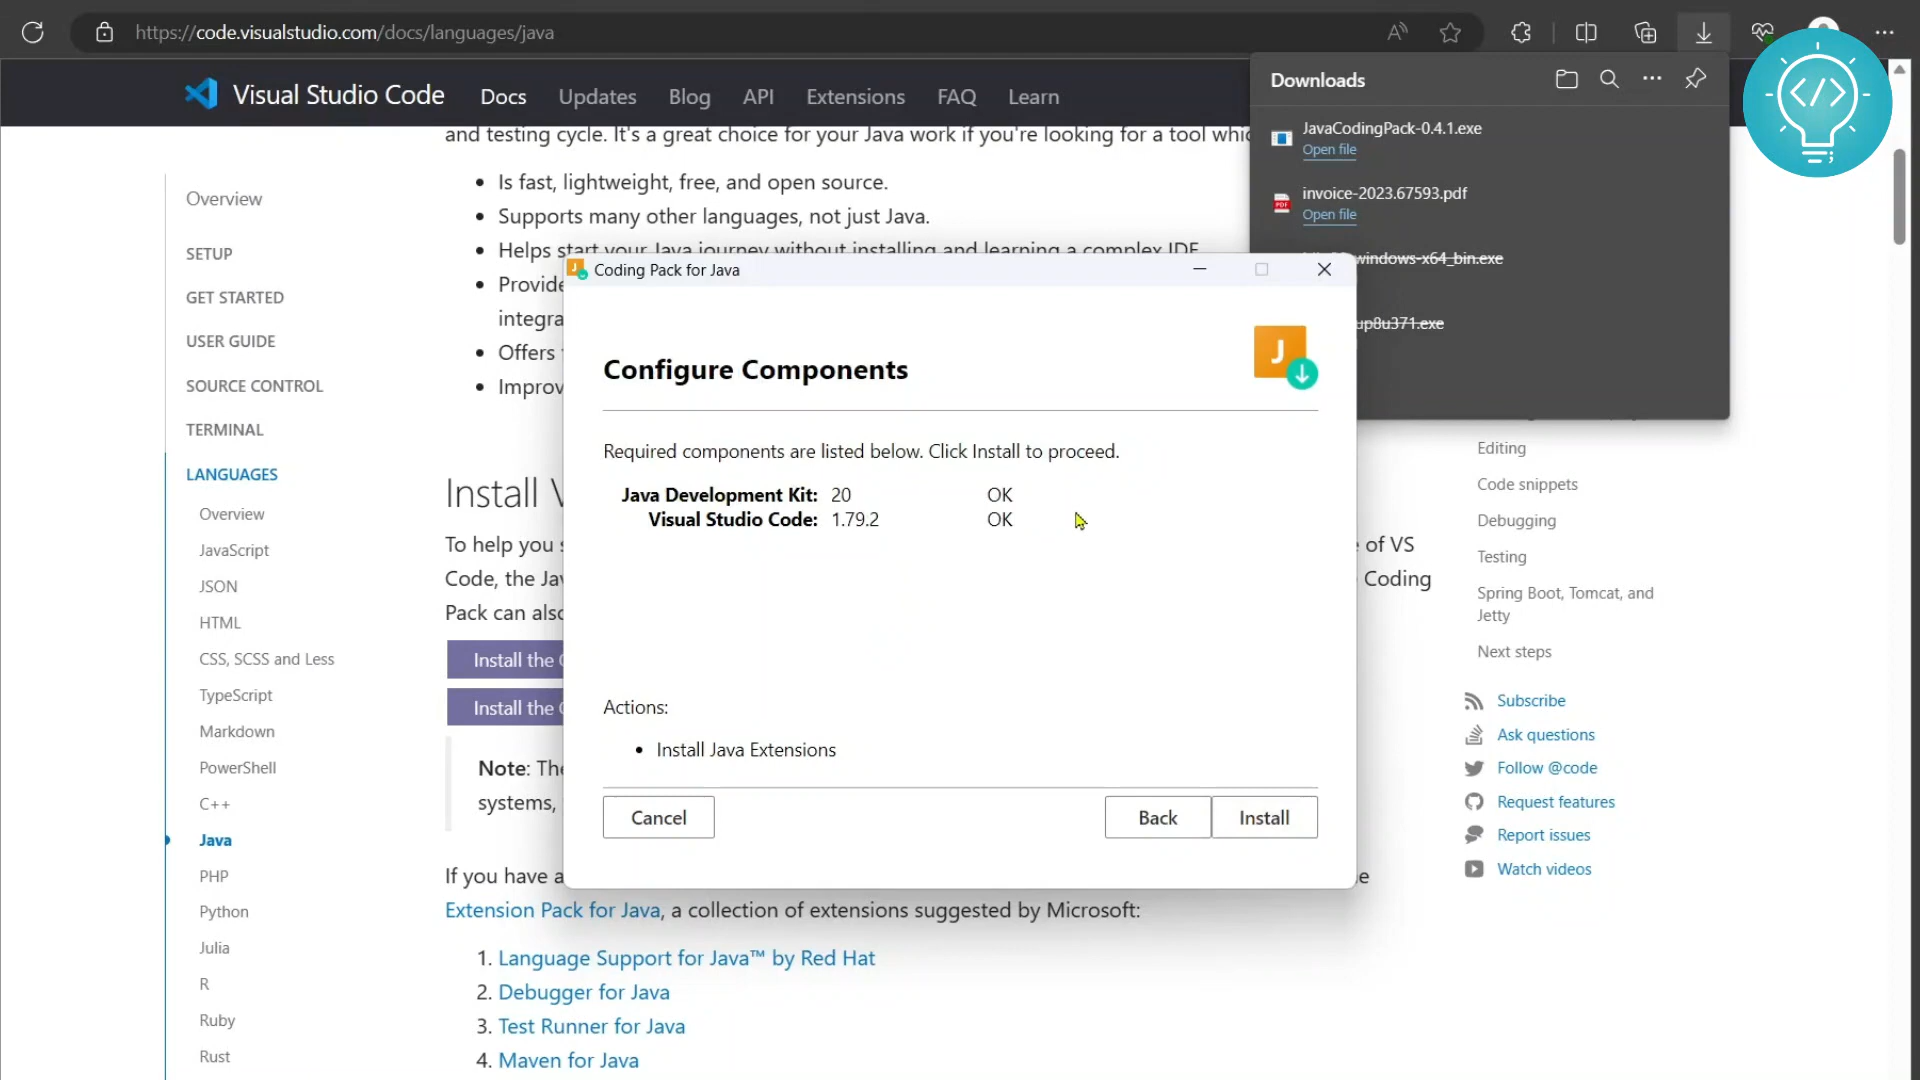 https://code.visualstudio.com/docs/languages/java
Visual Studio Code
Docs
Updates
Blog
API
Extensions
FAQ
Learn
Downloads
JavaCodingPack-0.4.1.exe
Open file
invoice-2023.67593.pdf
Open file
windows-x64_bin.exe
up8u371.exe
Overview
SETUP
GET STARTED
USER GUIDE
SOURCE CONTROL
TERMINAL
LANGUAGES
Overview
JavaScript
JSON
HTML
CSS, SCSS and Less
TypeScript
Markdown
PowerShell
C++
Java
PHP
Python
Julia
R
Ruby
Rust
and testing cycle. It's a great choice for your Java work if you're looking for a tool
• Is fast, lightweight, free, and open source.
• Supports many other languages, not just Java.
• Helps start your Java journey without installing and learning a complex IDE
Install
To help you
of VS
Code, the
Coding
Pack can
Install the
Install the
Note:
systems,
If you have
Extension Pack for Java, a collection of extensions suggested by Microsoft:
1. Language Support for Java™ by Red Hat
2. Debugger for Java
3. Test Runner for Java
4. Maven for Java
Coding Pack for Java
Configure Components
J
Required components are listed below. Click Install to proceed.
Java Development Kit: 20 OK
Visual Studio Code: 1.79.2 OK
Actions:
• Install Java Extensions
Cancel
Back
Install
Editing
Code snippets
Debugging
Testing
Spring Boot, Tomcat, and
Jetty
Next steps
Subscribe
Ask questions
Follow @code
Request features
Report issues
Watch videos